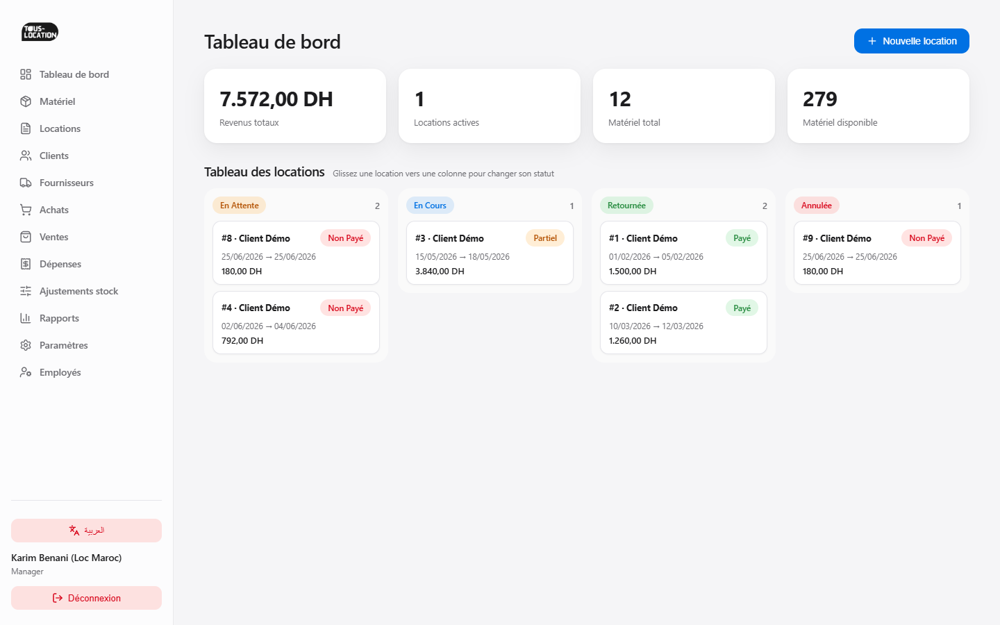 TOUS-
LOCATION
Tableau de bord
Matériel
Locations
Clients
Fournisseurs
Achats
Ventes
Dépenses
Ajustements stock
Rapports
Paramètres
Employés
العربية
Karim Benani (Loc Maroc)
Manager
Déconnexion
Tableau de bord
Nouvelle location
7.572,00 DH
Revenus totaux
1
Locations actives
12
Matériel total
279
Matériel disponible
Tableau des locations Glissez une location vers une colonne pour changer son statut
En Attente 2
#8 · Client Démo Non Payé
25/06/2026 → 25/06/2026
180,00 DH
#4 · Client Démo Non Payé
02/06/2026 → 04/06/2026
792,00 DH
En Cours 1
#3 · Client Démo Partiel
15/05/2026 → 18/05/2026
3.840,00 DH
Retournée 2
#1 · Client Démo Payé
01/02/2026 → 05/02/2026
1.500,00 DH
#2 · Client Démo Payé
10/03/2026 → 12/03/2026
1.260,00 DH
Annulée 1
#9 · Client Démo Non Payé
25/06/2026 → 25/06/2026
180,00 DH